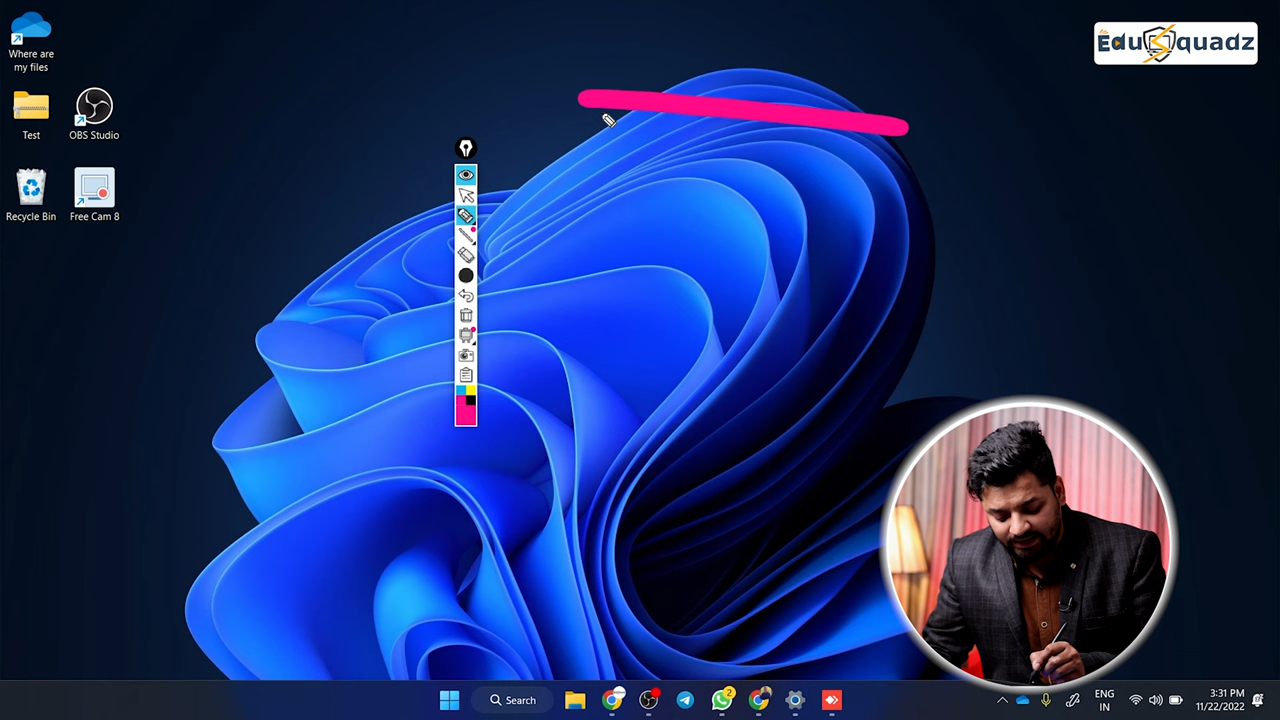 Where are
my files
Test
OBS Studio
Recycle Bin
Free Cam 8
EduSquadz
Search
2
ENG
IN
3:31 PM
11/22/2022